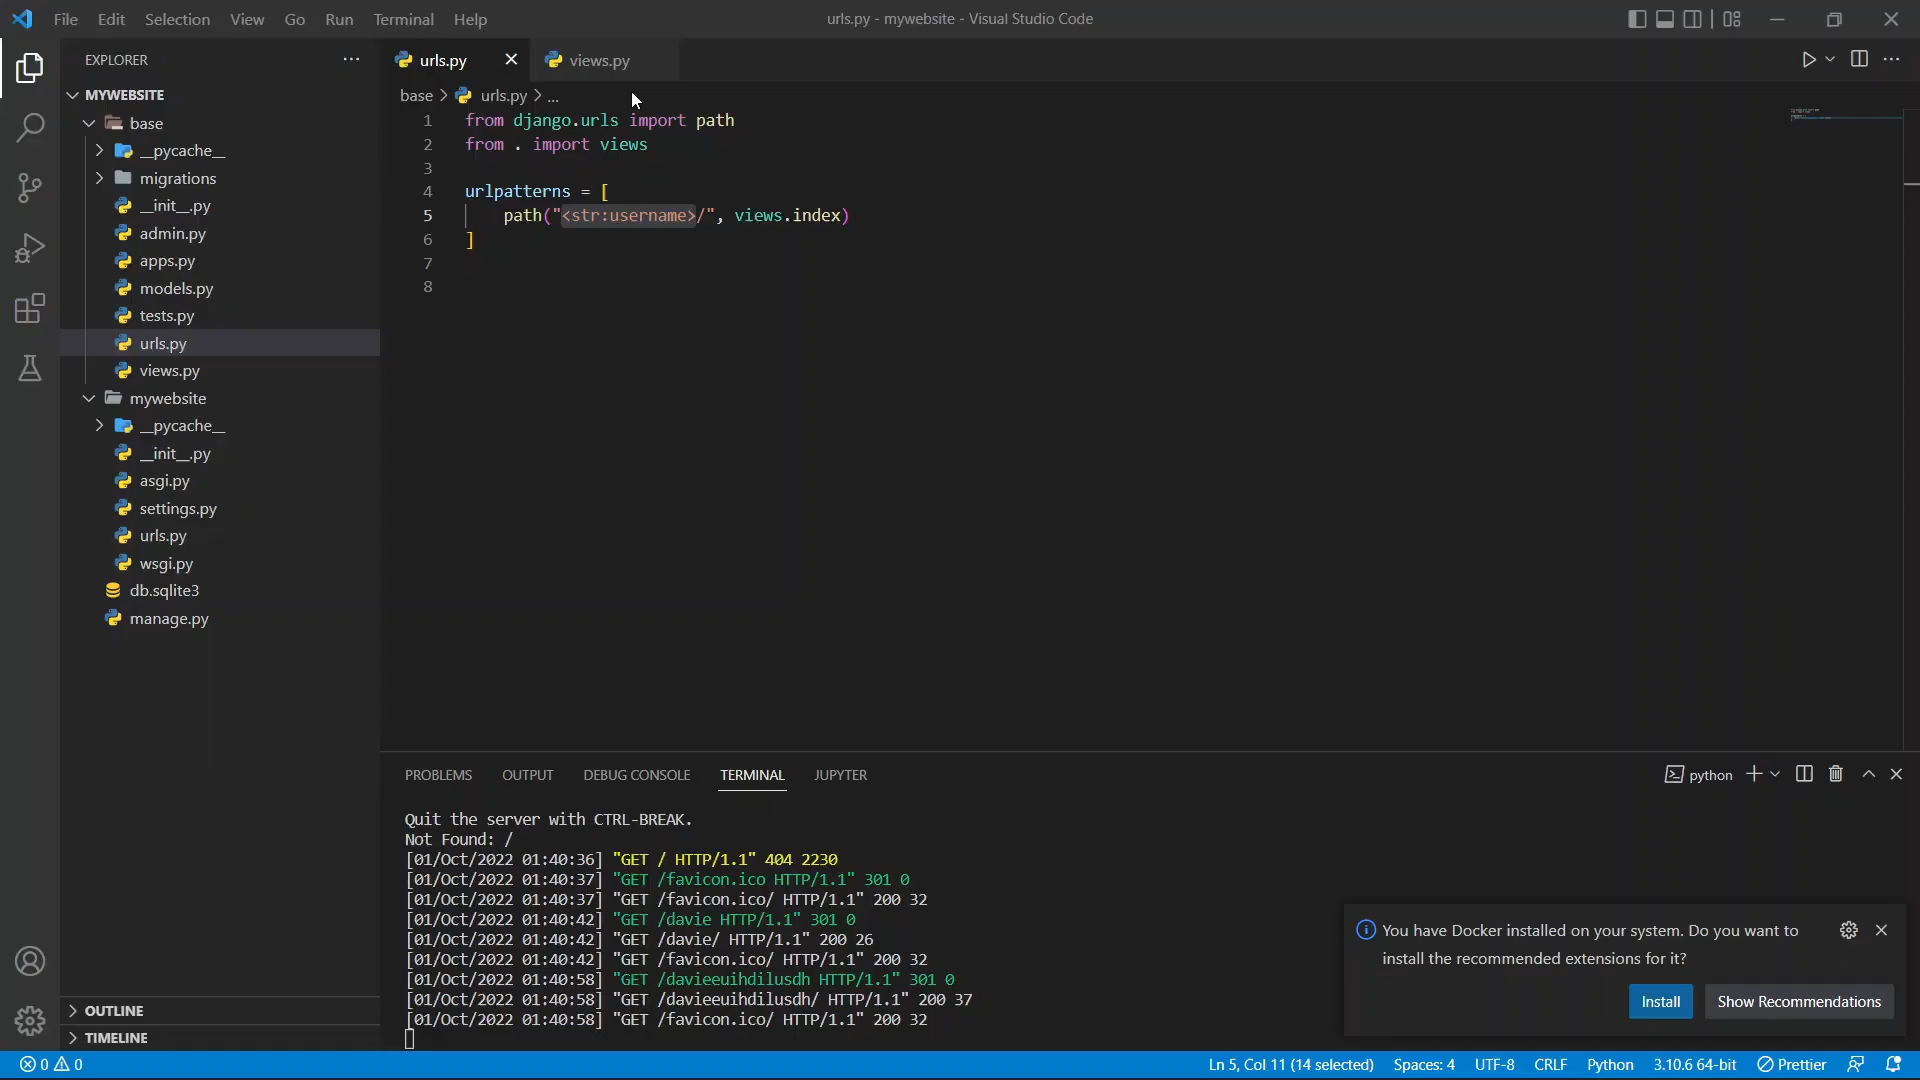 File Edit Selection View Go Run Terminal Help
urls.py - mywebsite - Visual Studio Code
EXPLORER
MYWEBSITE
base
__pycache__
migrations
__init__.py
admin.py
apps.py
models.py
tests.py
urls.py
views.py
mywebsite
__pycache__
__init__.py
asgi.py
settings.py
urls.py
wsgi.py
db.sqlite3
manage.py
OUTLINE
TIMELINE
urls.py
views.py
base > urls.py > ...
1 from django.urls import path
2 from . import views
3
4 urlpatterns = [
5     path("<str:username>/", views.index)
6 ]
7
8
PROBLEMS OUTPUT DEBUG CONSOLE TERMINAL JUPYTER
python
Quit the server with CTRL-BREAK.
Not Found: /
[01/Oct/2022 01:40:36] "GET / HTTP/1.1" 404 2230
[01/Oct/2022 01:40:37] "GET /favicon.ico HTTP/1.1" 301 0
[01/Oct/2022 01:40:37] "GET /favicon.ico/ HTTP/1.1" 200 32
[01/Oct/2022 01:40:42] "GET /davie HTTP/1.1" 301 0
[01/Oct/2022 01:40:42] "GET /davie/ HTTP/1.1" 200 26
[01/Oct/2022 01:40:42] "GET /favicon.ico/ HTTP/1.1" 200 32
[01/Oct/2022 01:40:58] "GET /davieeuihdilusdh HTTP/1.1" 301 0
[01/Oct/2022 01:40:58] "GET /davieeuihdilusdh/ HTTP/1.1" 200 37
[01/Oct/2022 01:40:58] "GET /favicon.ico/ HTTP/1.1" 200 32
You have Docker installed on your system. Do you want to
install the recommended extensions for it?
Install
Show Recommendations
0 0
Ln 5, Col 11 (14 selected) Spaces: 4 UTF-8 CRLF Python 3.10.6 64-bit Prettier